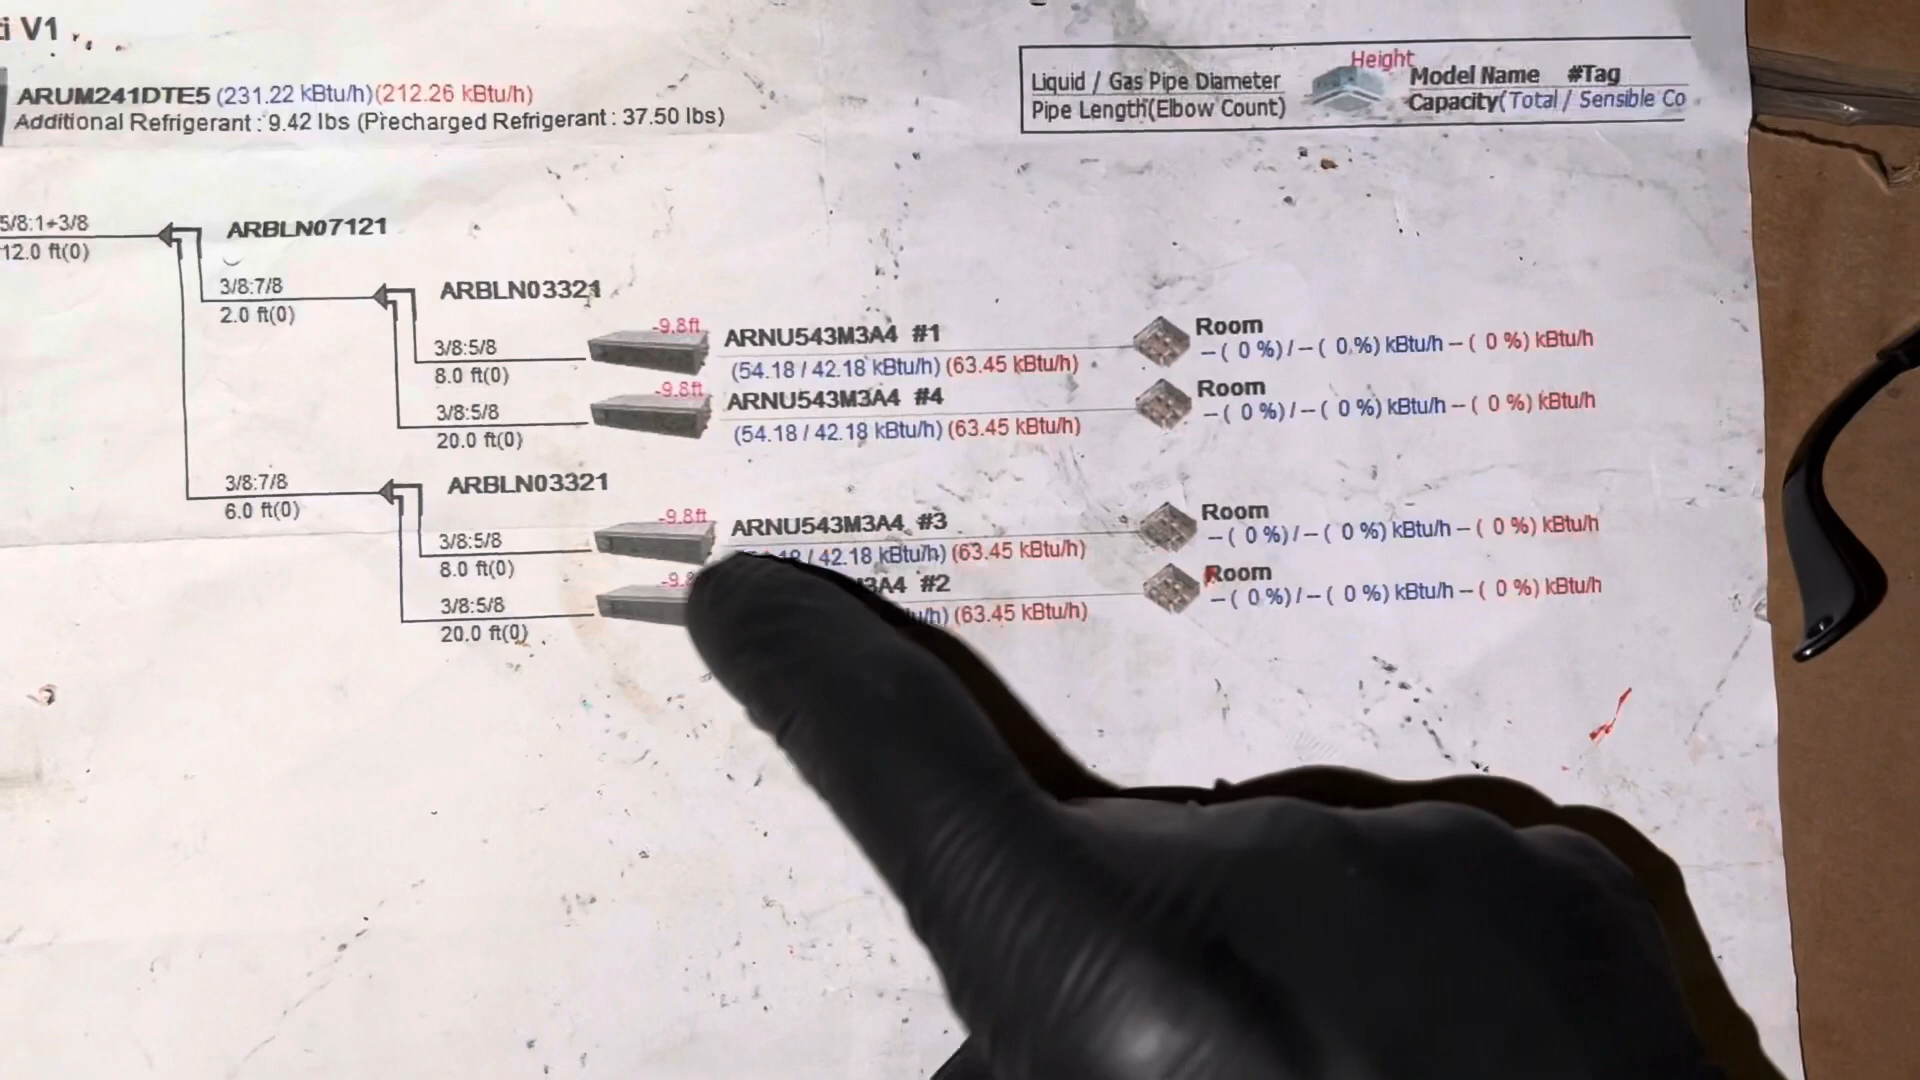 i V1
ARUM241DTE5 (231.22 kBtu/h)(212.26 kBtu/h)
Additional Refrigerant : 9.42 lbs (Precharged Refrigerant : 37.50 lbs)
Liquid / Gas Pipe Diameter
Pipe Length(Elbow Count)
Height
Model Name #Tag
Capacity(Total / Sensible Co
5/8:1+3/8
12.0 ft(0)
ARBLN07121
3/8:7/8
2.0 ft(0)
ARBLN03321
3/8:5/8
8.0 ft(0)
-9.8ft
ARNU543M3A4 #1
(54.18 / 42.18 kBtu/h) (63.45 kBtu/h)
Room
–( 0 %) / –( 0 %) kBtu/h –( 0 %) kBtu/h
3/8:5/8
20.0 ft(0)
-9.8ft
ARNU543M3A4 #4
(54.18 / 42.18 kBtu/h) (63.45 kBtu/h)
Room
–( 0 %) / –( 0 %) kBtu/h –( 0 %) kBtu/h
3/8:7/8
6.0 ft(0)
ARBLN03321
3/8:5/8
8.0 ft(0)
-9.8ft
ARNU543M3A4 #3
/ 42.18 kBtu/h) (63.45 kBtu/h)
Room
–( 0 %) / –( 0 %) kBtu/h –( 0 %) kBtu/h
3/8:5/8
20.0 ft(0)
-9.8
3A4 #2
u/h) (63.45 kBtu/h)
Room
–( 0 %) / –( 0 %) kBtu/h –( 0 %) kBtu/h